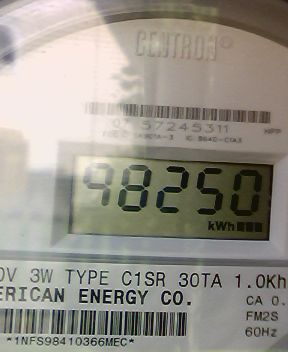 CENTRON
57245311
98250
kWh
0V 3W TYPE C1SR 30TA 1.0Kh
ERICAN ENERGY CO.
CA 0.
FM2S
60Hz
*1NFS98410366MEC*